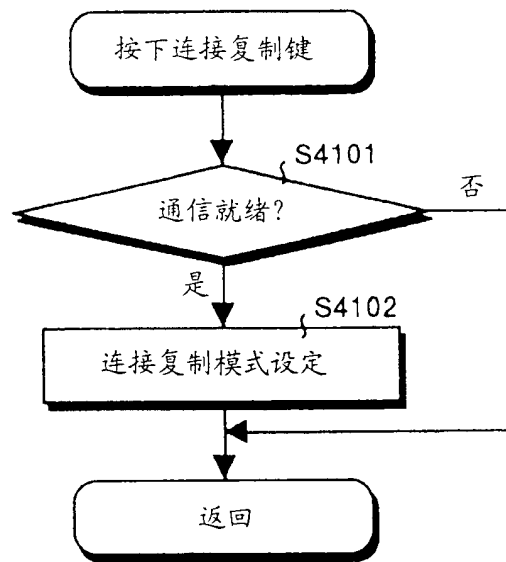 按下连接复制键
S4101
通信就绪?
否
是
S4102
连接复制模式设定
返回